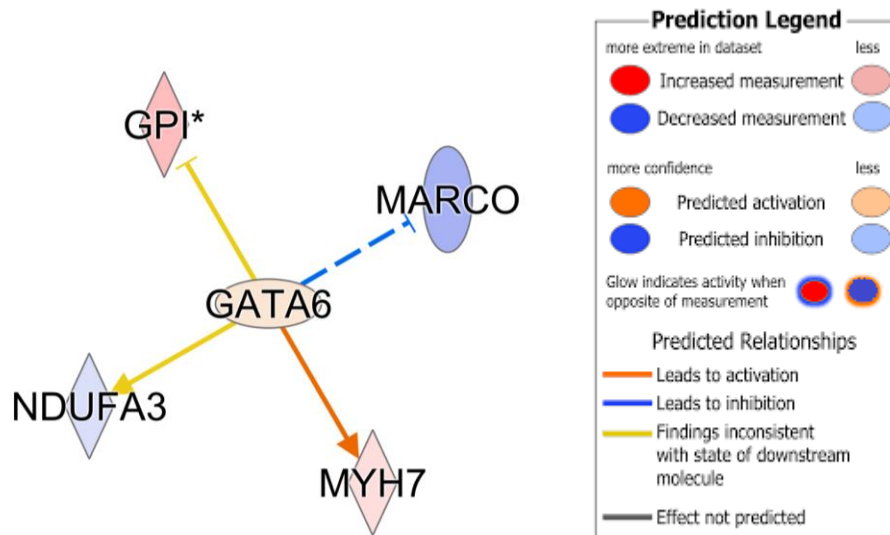 GPI*
MARCO
GATA6
NDUFA3
MYH7
Prediction Legend
more extreme in dataset less
Increased measurement
Decreased measurement
more confidence less
Predicted activation
Predicted inhibition
Glow indicates activity when
opposite of measurement
Predicted Relationships
Leads to activation
Leads to inhibition
Findings inconsistent
with state of downstream
molecule
Effect not predicted